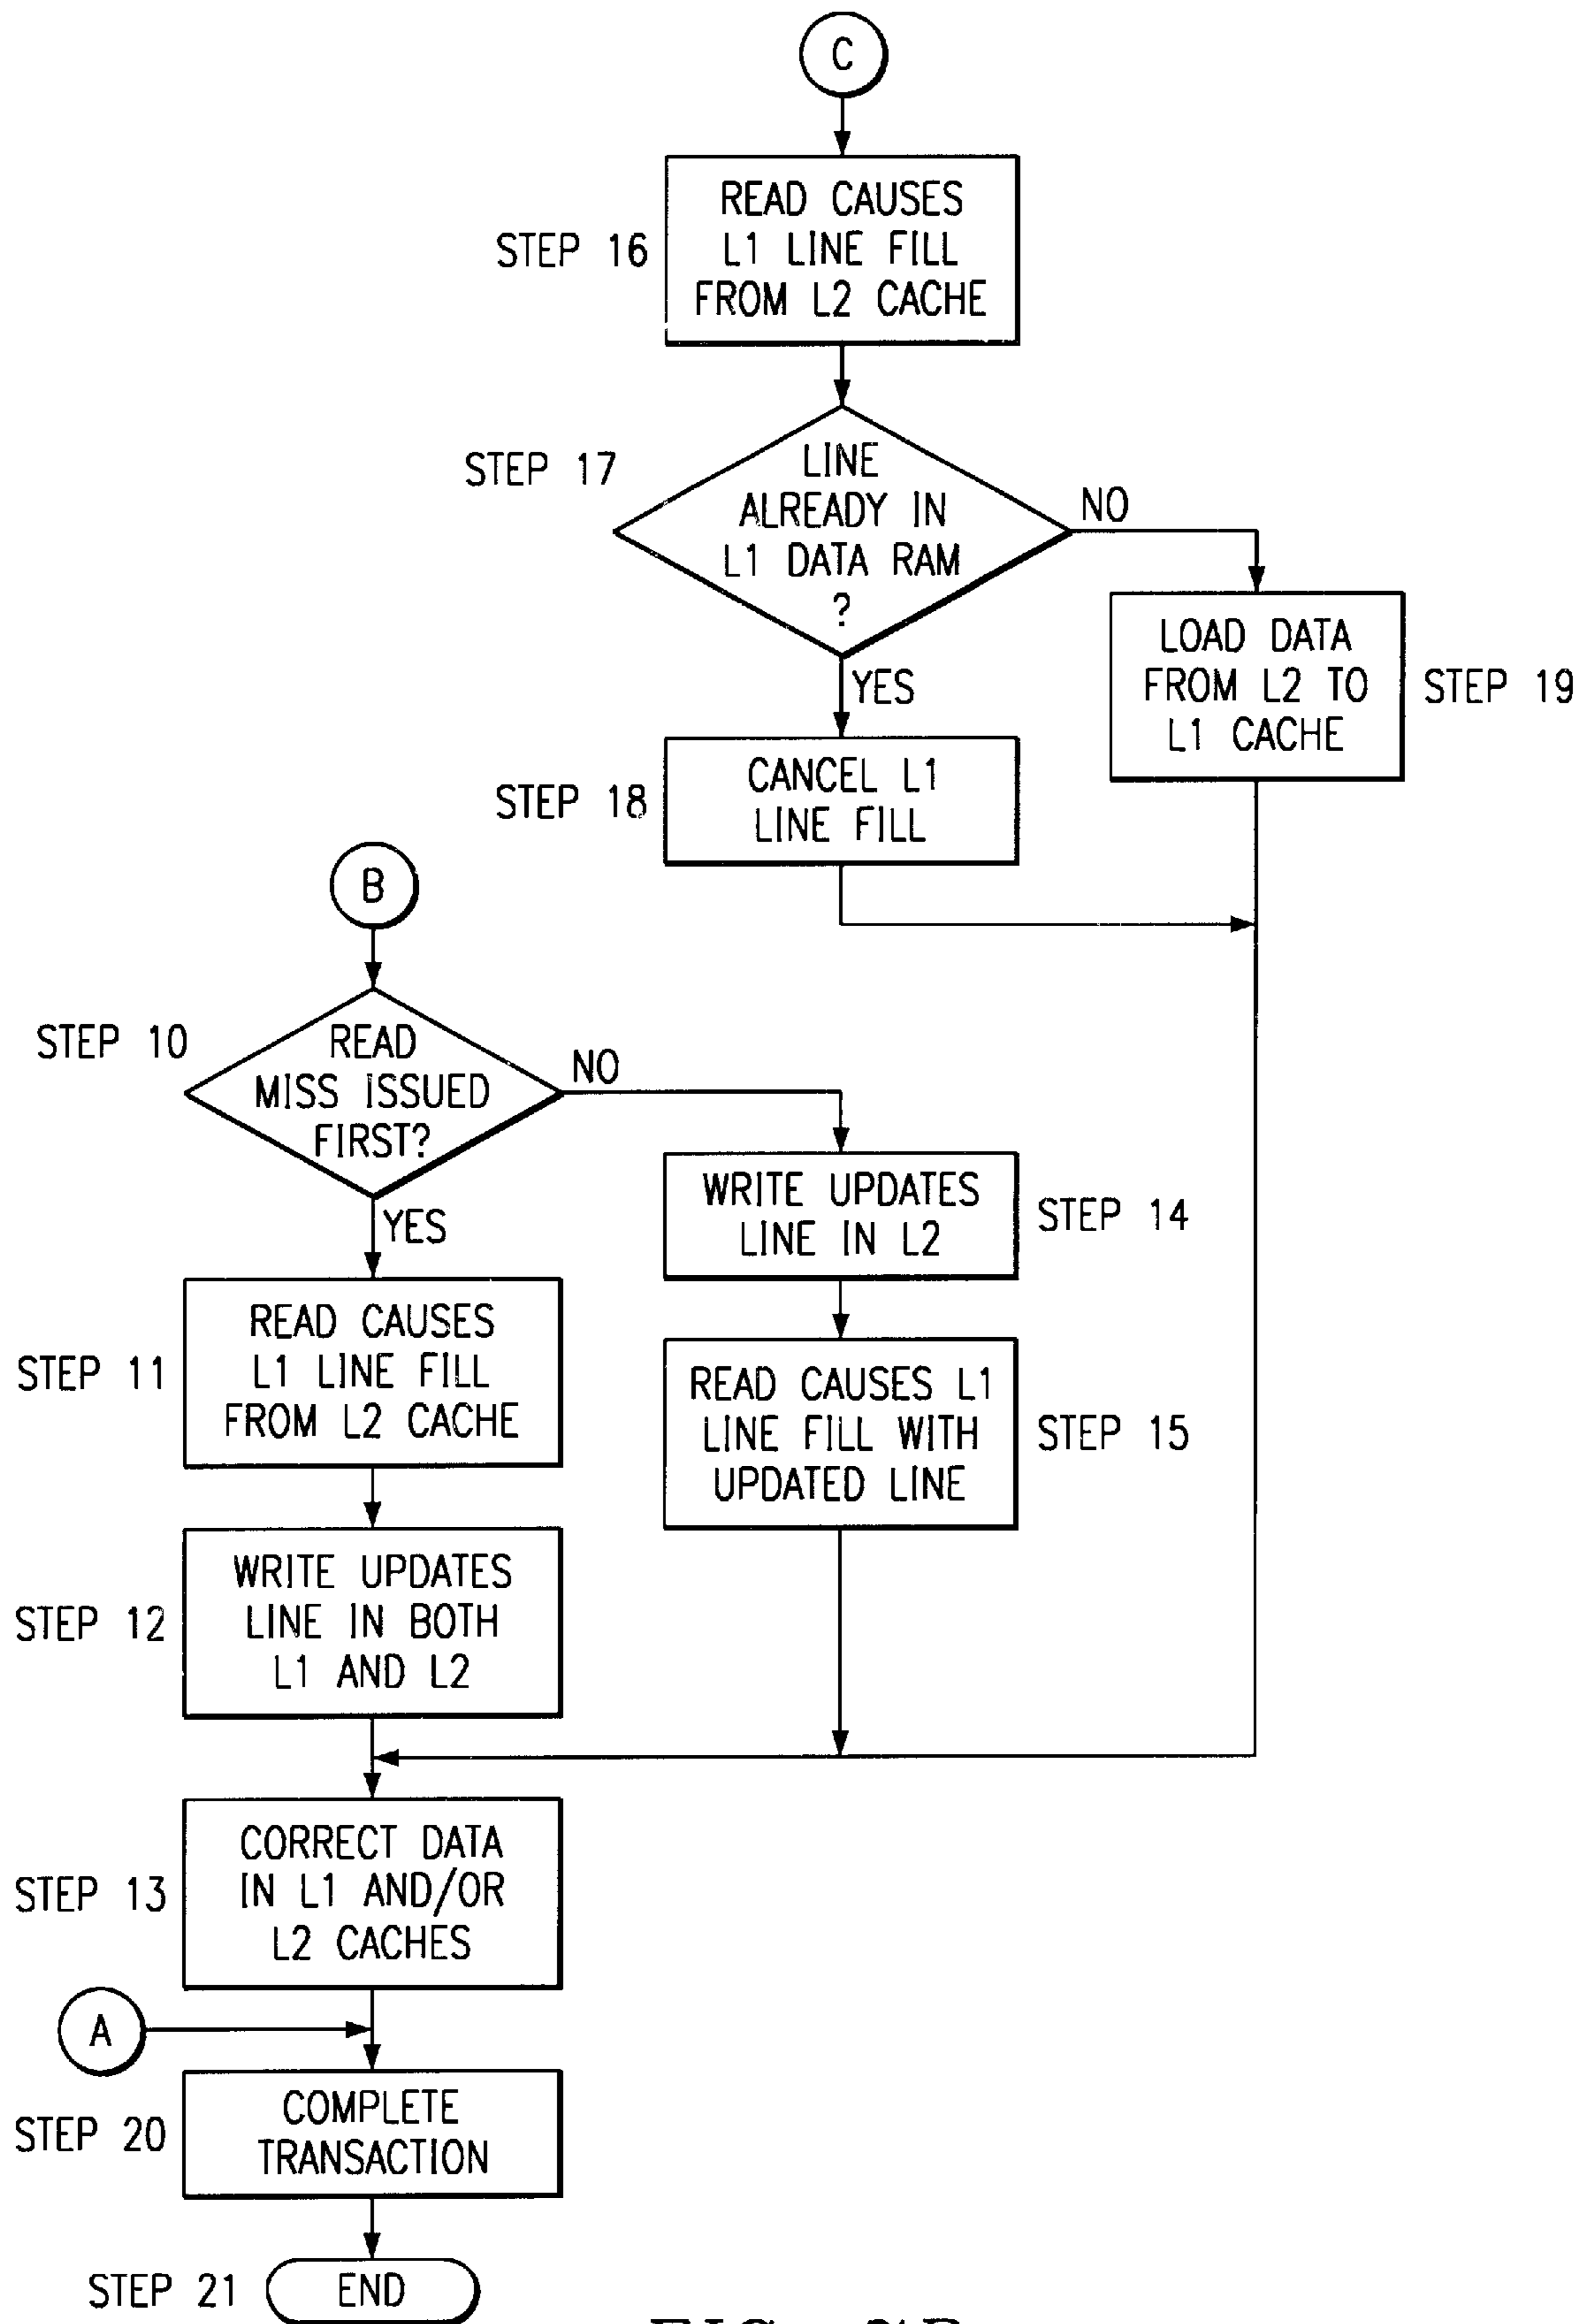 C
STEP 16
READ CAUSES
L1 LINE FILL
FROM L2 CACHE
STEP 17
LINE
ALREADY IN
L1 DATA RAM
?
NO
YES
LOAD DATA
FROM L2 TO
L1 CACHE
STEP 19
STEP 18
CANCEL L1
LINE FILL
B
STEP 10
READ
MISS ISSUED
FIRST?
NO
YES
WRITE UPDATES
LINE IN L2
STEP 14
STEP 11
READ CAUSES
L1 LINE FILL
FROM L2 CACHE
READ CAUSES L1
LINE FILL WITH
UPDATED LINE
STEP 15
STEP 12
WRITE UPDATES
LINE IN BOTH
L1 AND L2
STEP 13
CORRECT DATA
IN L1 AND/OR
L2 CACHES
A
STEP 20
COMPLETE
TRANSACTION
STEP 21
END